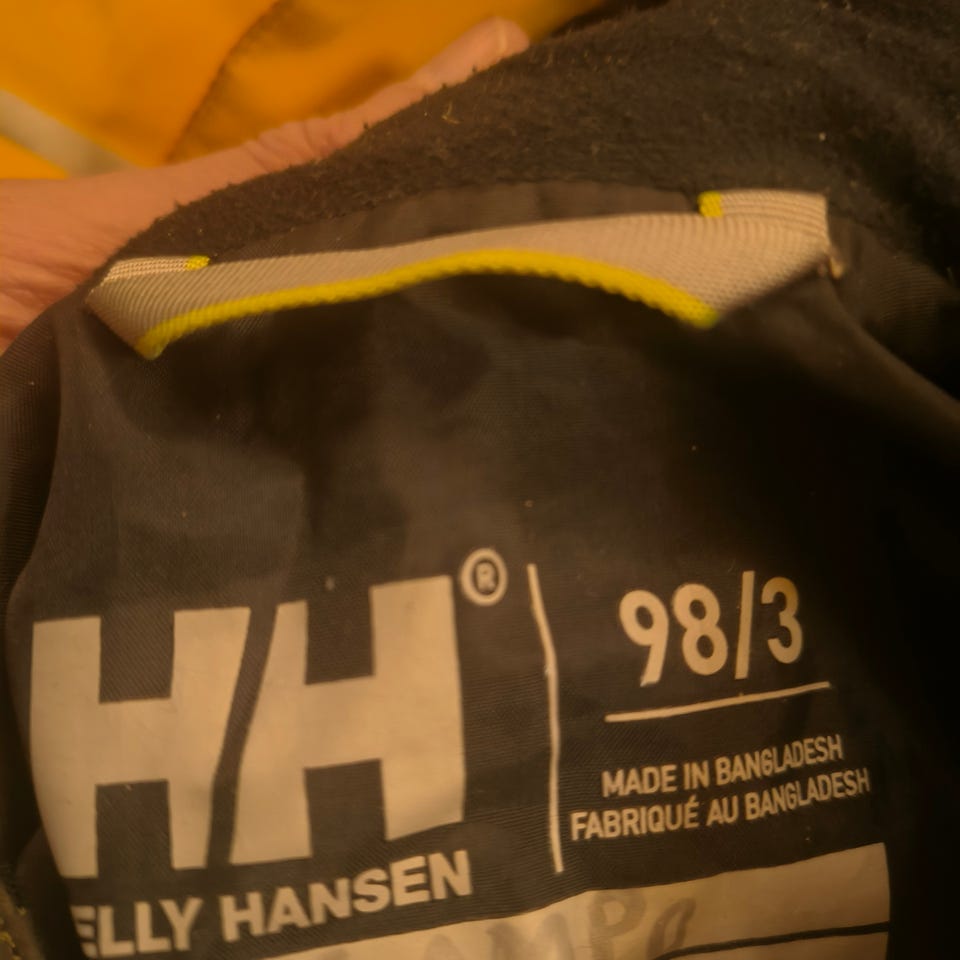 HH®
ELLY HANSEN
98/3
MADE IN BANGLADESH
FABRIQUÉ AU BANGLADESH